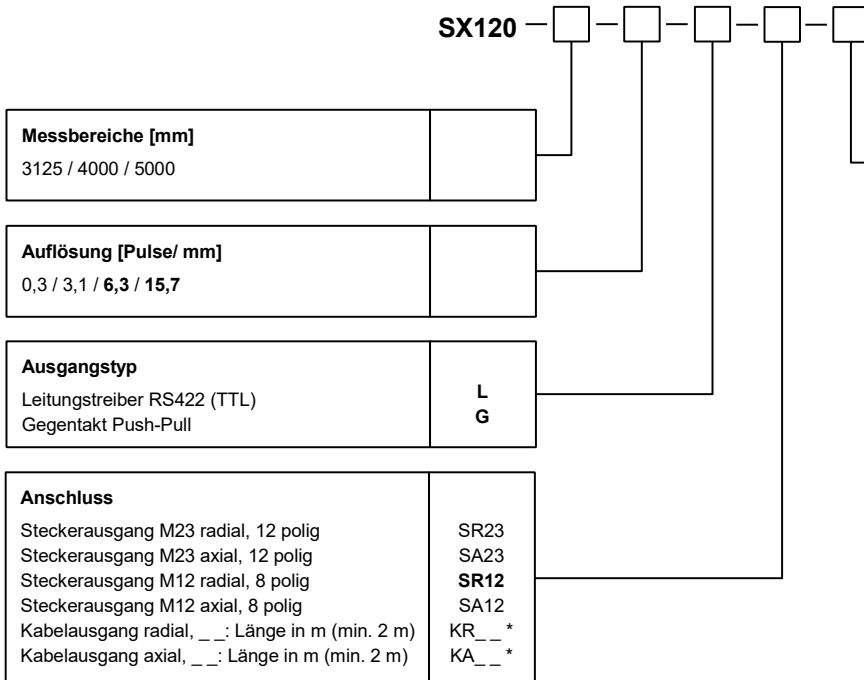 SX120
Messbereiche [mm]
3125 / 4000 / 5000
Auflösung [Pulse/ mm]
0,3 / 3,1 / 6,3 / 15,7
Ausgangstyp
Leitungstreiber RS422 (TTL) L
Gegentakt Push-Pull G
Anschluss
Steckerausgang M23 radial, 12 polig SR23
Steckerausgang M23 axial, 12 polig SA23
Steckerausgang M12 radial, 8 polig SR12
Steckerausgang M12 axial, 8 polig SA12
Kabelausgang radial, _ _: Länge in m (min. 2 m) KR_ _ *
Kabelausgang axial, _ _: Länge in m (min. 2 m) KA_ _ *